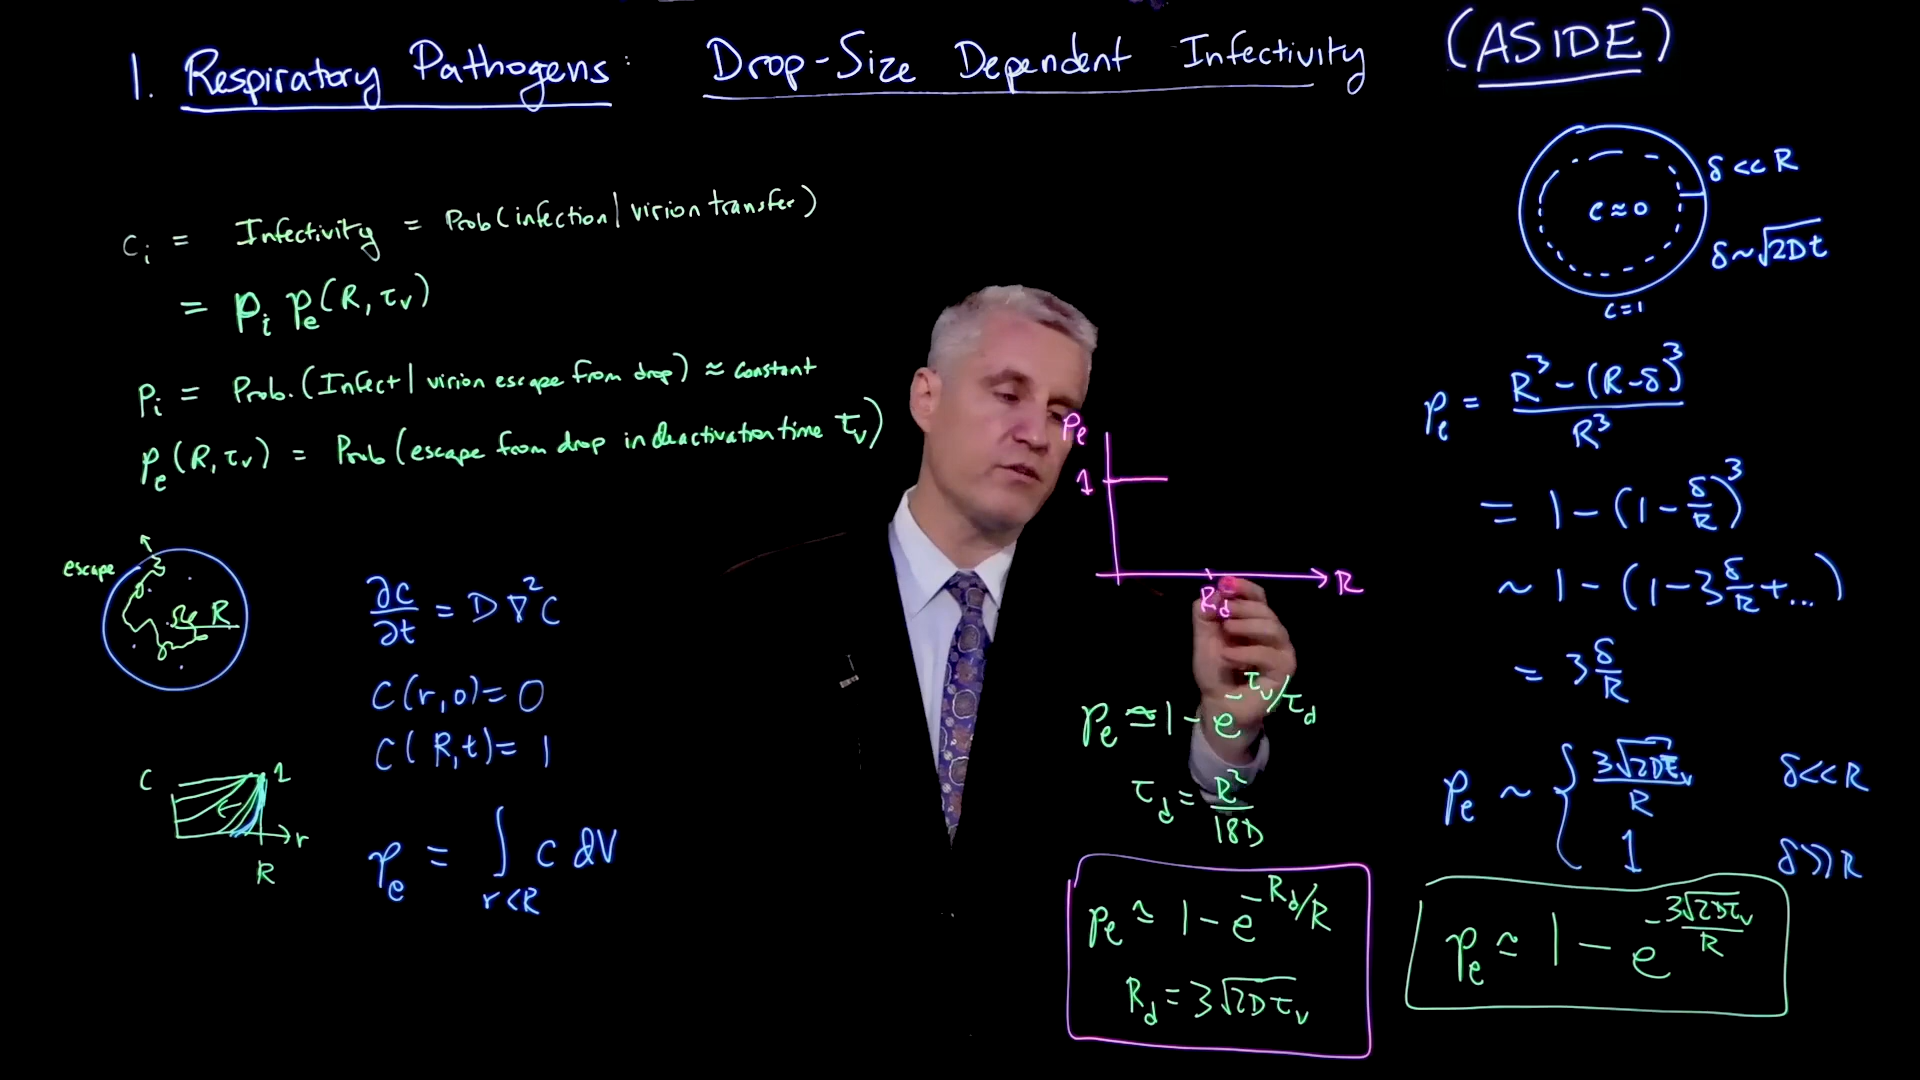 1. Respiratory Pathogens: Drop-Size Dependent Infectivity (ASIDE)
c_i = Infectivity = Prob(infection | virion transfer)
= p_i p_e(R, τ_v)
p_i = Prob. (Infect | virion escape from drop) ≈ constant
p_e(R, τ_v) = Prob (escape from drop in deactivation time τ_v)
escape
R
∂c/∂t = D∇²C
C(r,0) = 0
C(R,t) = 1
C
1
t
r
R
p_e = ∫_{r<R} c dV
p_e
1
R_d
R
p_e ≃ 1 - e^{-τ_v/τ_d}
τ_d = R²/18D
p_e ≃ 1 - e^{-R_d/R}
R_d = 3√(2Dτ_v)
c≈0
δ << R
δ ~ √(2Dt)
c=1
p_e = (R³ - (R-δ)³)/R³
= 1 - (1 - δ/R)³
~ 1 - (1 - 3δ/R + ...)
= 3 δ/R
p_e ~ { 3√(2Dτ_v)/R δ<<R
1 δ>>R
p_e ≃ 1 - e^{-3√(2Dτ_v)/R}